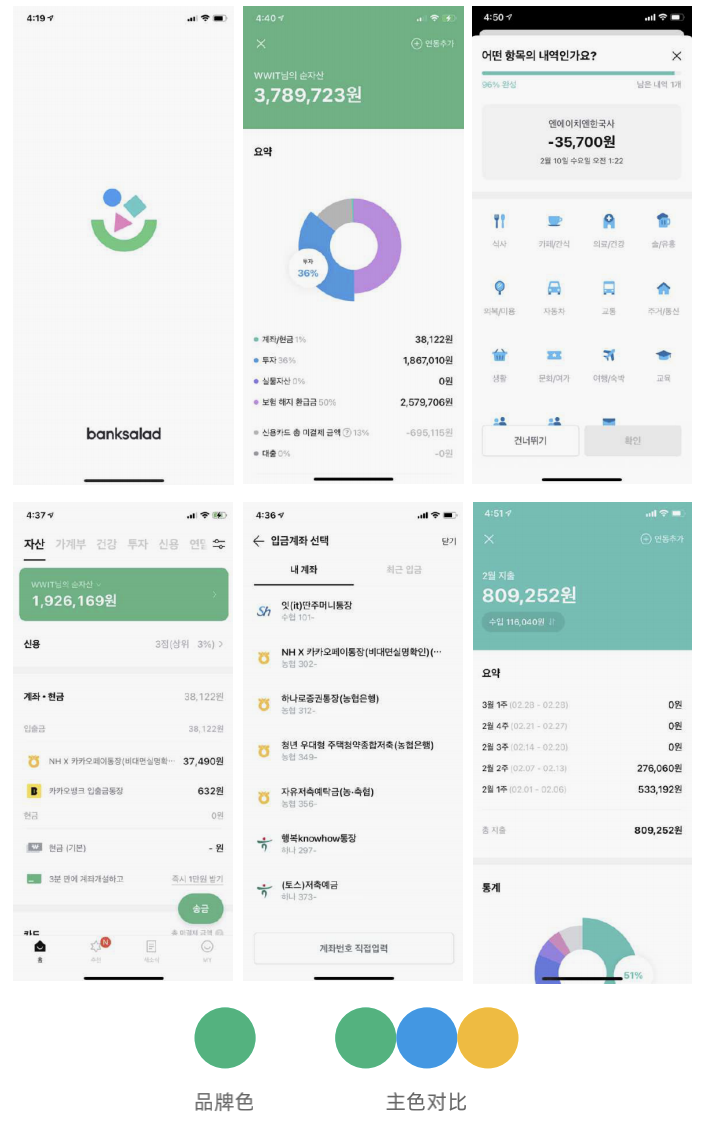 4:19
banksalad
4:40
연동추가
WWIT님의 순자산
3,789,723원
요약
투자
36%
계좌/현금 1% 38,122원
투자 36% 1,867,010원
실물자산 0% 0원
보험 해지 환급금 50% 2,579,706원
신용카드 총 미결제 금액 ? 13% -695,115원
대출 0% -0원
4:50
어떤 항목의 내역인가요?
96% 완성 남은 내역 1개
엔에이치엔한국사
-35,700원
2월 10일 수요일 오전 1:22
식사 카페/간식 의료/건강 술/유흥
자동차 교통 주거/통신
생활 문화/여가 여행/숙박 교육
건너뛰기 확인
4:37
자산 가계부 건강 투자 신용 연말
WWIT님의 순자산
1,926,169원
신용 3점(상위 3%)
계좌 • 현금 38,122원
입출금 38,122원
NH X 카카오페이통장(비대면실명확··· 37,490원
B 카카오뱅크 입출금통장 632원
현금 0원
W 현금 (기본) - 원
3분 만에 계좌개설하고 즉시 1만원 받기
송금
카드
N
홈 추천
4:36
입금계좌 선택 닫기
내 계좌 최근 입금
Sh 잇(it)딴주머니통장
수협 101-
NH X 카카오페이통장(비대면실명확인)(···
농협 302-
하나로증권통장(농협은행)
농협 312-
청년 우대형 주택청약종합저축(농협은행)
농협 349-
자유저축예탁금(농·축협)
농협 356-
행복knowhow통장
하나 297-
(토스)저축예금
하나 373-
계좌번호 직접입력
4:51
연동추가
2월 지출
809,252원
수입 116,040원
요약
3월 1주 (02.28 - 02.28) 0원
2월 4주 (02.21 - 02.27) 0원
2월 3주 (02.14 - 02.20) 0원
2월 2주 (02.07 - 02.13) 276,060원
2월 1주 (02.01 - 02.06) 533,192원
총 지출 809,252원
통계
51%
品牌色 主色对比